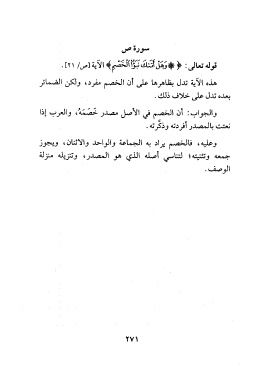 سورة ص
قوله تعالى: ﴿۞ وَهَلْ أَتَىٰكَ نَبَؤُاْ ٱلْخَصْمِ﴾ الآية [ص/ ٢١].
هذه الآية تدل بظاهرها على أن الخصم مفرد، ولكن الضمائر
بعده تدل على خلاف ذلك.
والجواب: أن الخصم في الأصل مصدر خَصَمَهُ، والعرب إذا
نعتت بالمصدر أفردته وذكّرته.
وعليه، فالخصم يراد به الجماعة والواحد والاثنان، ويجوز
جمعه وتثنيته؛ لتناسي أصله الذي هو المصدر، وتنزيله منزلة
الوصف.
٢٧١